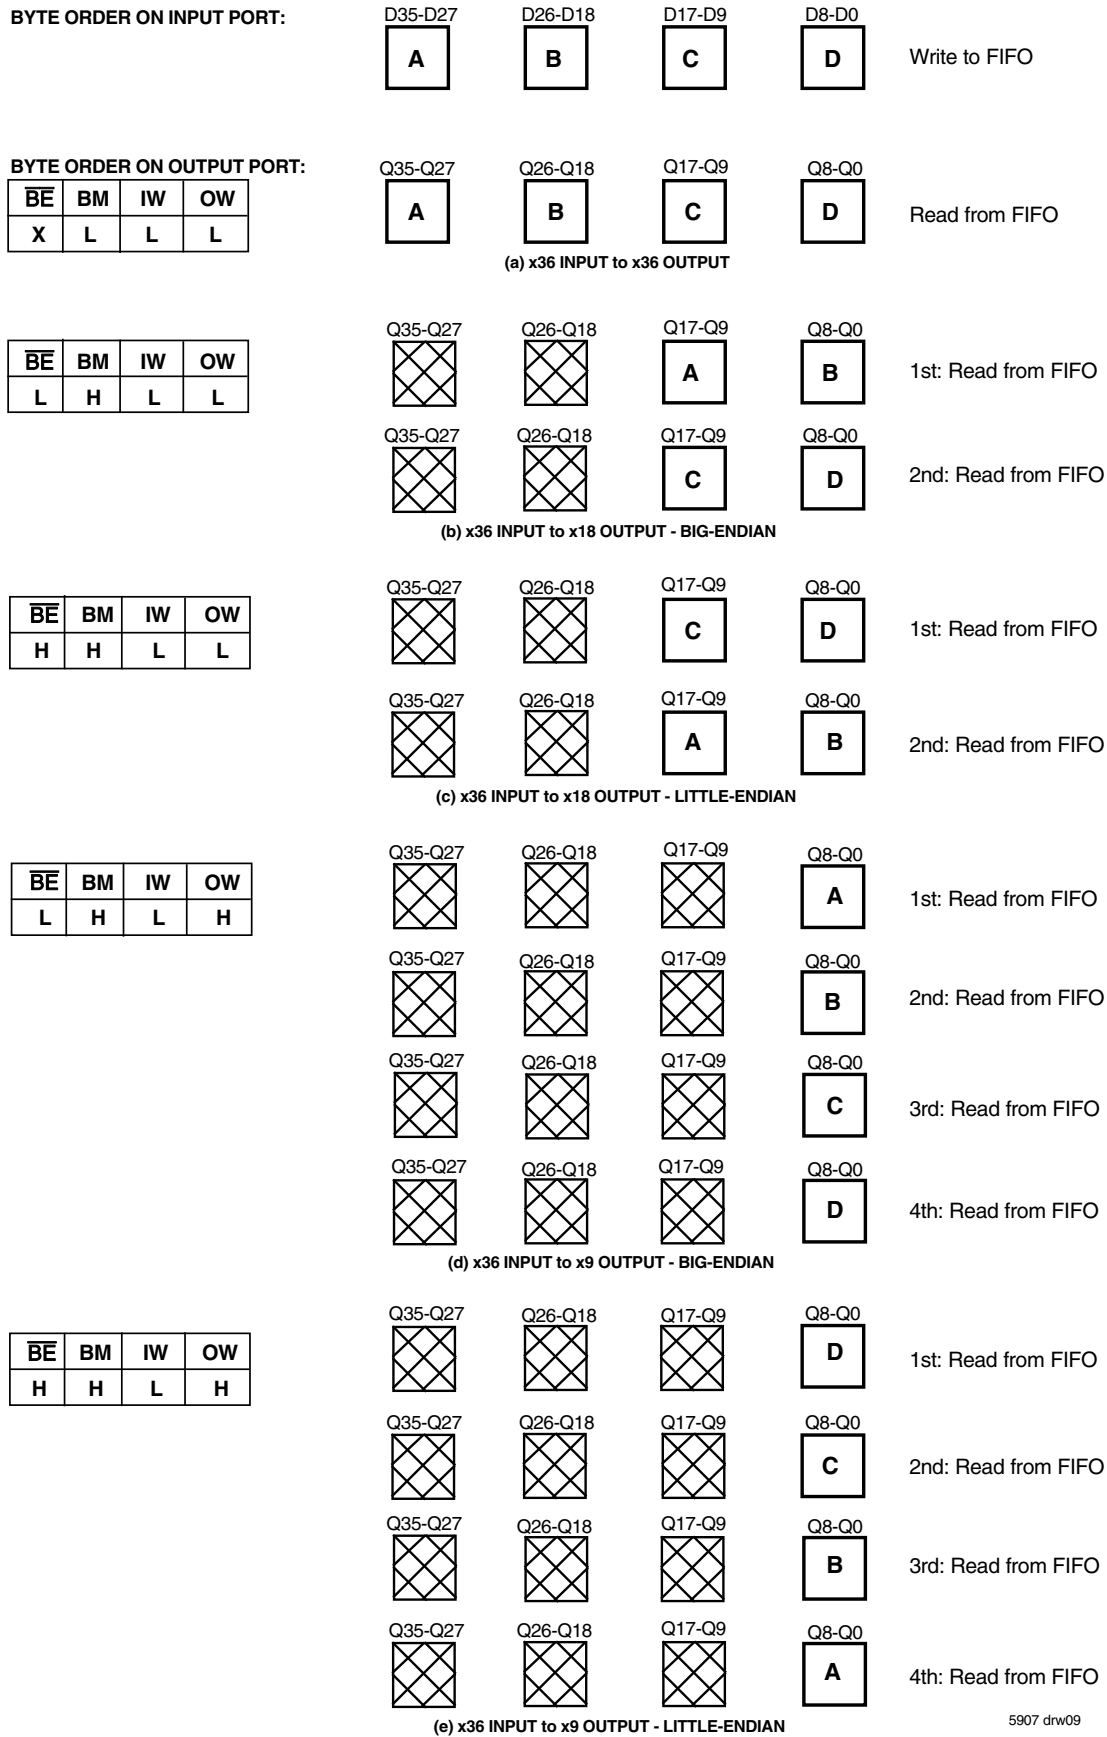 BYTE ORDER ON INPUT PORT:
D35-D27 D26-D18 D17-D9 D8-D0
A B C D Write to FIFO
BYTE ORDER ON OUTPUT PORT:
Q35-Q27 Q26-Q18 Q17-Q9 Q8-Q0
B̅E̅ BM IW OW
X L L L
A B C D Read from FIFO
(a) x36 INPUT to x36 OUTPUT
Q35-Q27 Q26-Q18 Q17-Q9 Q8-Q0
B̅E̅ BM IW OW
L H L L
A B 1st: Read from FIFO
Q35-Q27 Q26-Q18 Q17-Q9 Q8-Q0
C D 2nd: Read from FIFO
(b) x36 INPUT to x18 OUTPUT - BIG-ENDIAN
Q35-Q27 Q26-Q18 Q17-Q9 Q8-Q0
B̅E̅ BM IW OW
H H L L
C D 1st: Read from FIFO
Q35-Q27 Q26-Q18 Q17-Q9 Q8-Q0
A B 2nd: Read from FIFO
(c) x36 INPUT to x18 OUTPUT - LITTLE-ENDIAN
Q35-Q27 Q26-Q18 Q17-Q9 Q8-Q0
B̅E̅ BM IW OW
L H L H
A 1st: Read from FIFO
Q35-Q27 Q26-Q18 Q17-Q9 Q8-Q0
B 2nd: Read from FIFO
Q35-Q27 Q26-Q18 Q17-Q9 Q8-Q0
C 3rd: Read from FIFO
Q35-Q27 Q26-Q18 Q17-Q9 Q8-Q0
D 4th: Read from FIFO
(d) x36 INPUT to x9 OUTPUT - BIG-ENDIAN
Q35-Q27 Q26-Q18 Q17-Q9 Q8-Q0
B̅E̅ BM IW OW
H H L H
D 1st: Read from FIFO
Q35-Q27 Q26-Q18 Q17-Q9 Q8-Q0
C 2nd: Read from FIFO
Q35-Q27 Q26-Q18 Q17-Q9 Q8-Q0
B 3rd: Read from FIFO
Q35-Q27 Q26-Q18 Q17-Q9 Q8-Q0
A 4th: Read from FIFO
(e) x36 INPUT to x9 OUTPUT - LITTLE-ENDIAN
5907 drw09